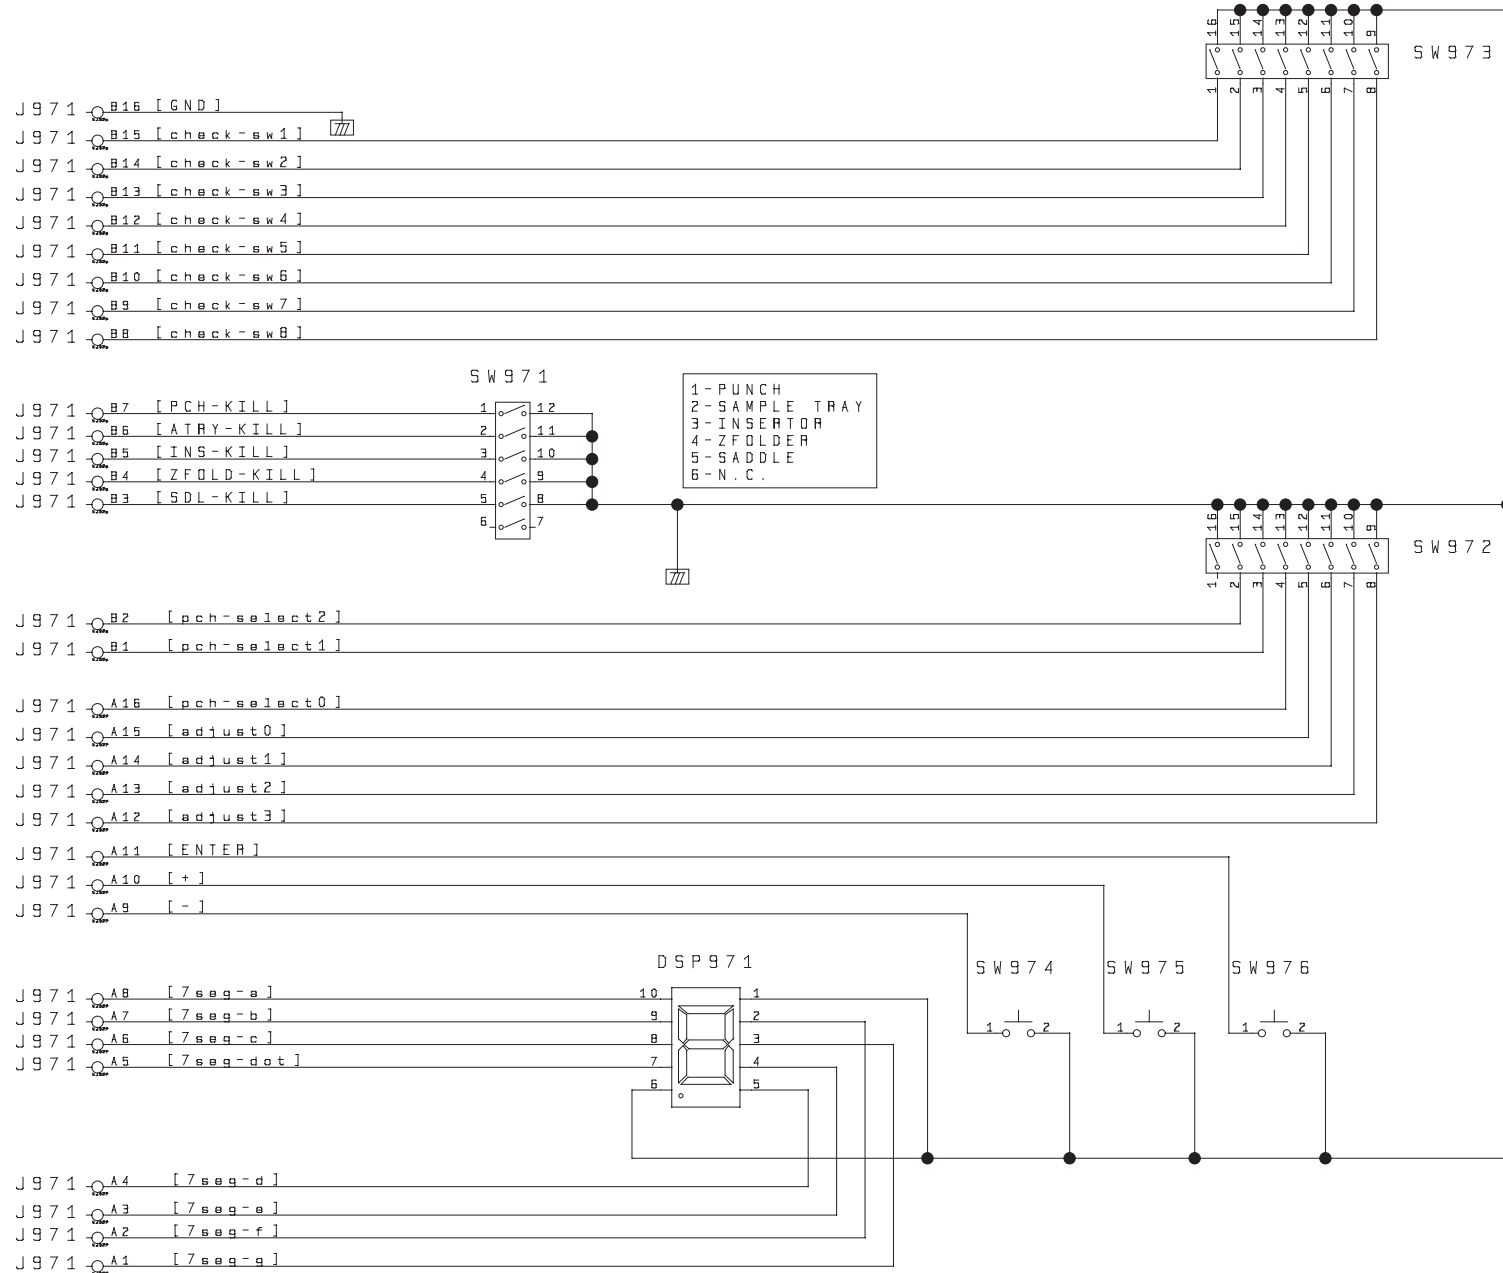 16 15 14 13 12 11 10 9
SW973
1 2 3 4 5 6 7 8
J971 B16 [GND]
J971 B15 [check-sw1]
J971 B14 [check-sw2]
J971 B13 [check-sw3]
J971 B12 [check-sw4]
J971 B11 [check-sw5]
J971 B10 [check-sw6]
J971 B9 [check-sw7]
J971 B8 [check-sw8]
SW971
J971 B7 [PCH-KILL] 1 12
J971 B6 [ATRY-KILL] 2 11
J971 B5 [INS-KILL] 3 10
J971 B4 [ZFOLD-KILL] 4 9
J971 B3 [SDL-KILL] 5 8
6 7
1-PUNCH
2-SAMPLE TRAY
3-INSERTOR
4-ZFOLDER
5-SADDLE
6-N.C.
16 15 14 13 12 11 10 9
SW972
1 2 3 4 5 6 7 8
J971 B2 [pch-select2]
J971 B1 [pch-select1]
J971 A16 [pch-select0]
J971 A15 [adjust0]
J971 A14 [adjust1]
J971 A13 [adjust2]
J971 A12 [adjust3]
J971 A11 [ENTER]
J971 A10 [+]
J971 A9 [-]
DSP971
SW974 SW975 SW976
1 2 1 2 1 2
J971 A8 [7seg-a] 10 1
J971 A7 [7seg-b] 9 2
J971 A6 [7seg-c] 8 3
J971 A5 [7seg-dot] 7 4
6 5
J971 A4 [7seg-d]
J971 A3 [7seg-e]
J971 A2 [7seg-f]
J971 A1 [7seg-g]